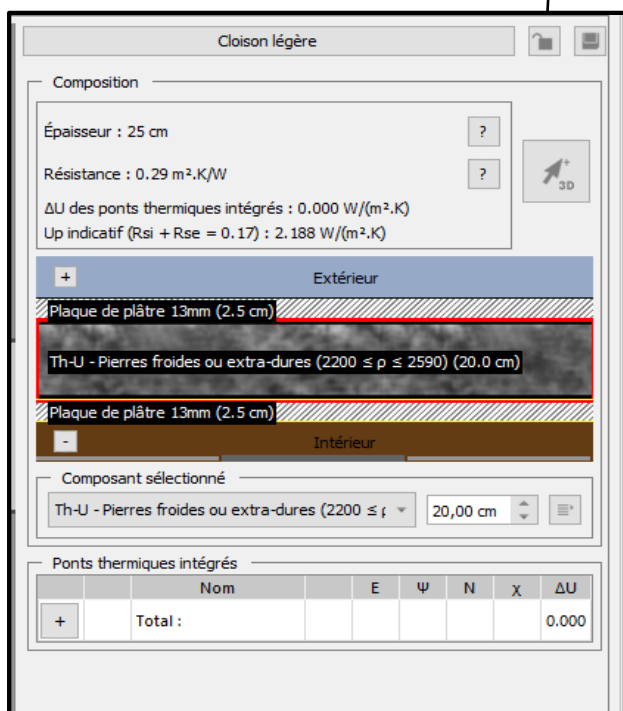 Cloison légère
Composition
Épaisseur : 25 cm
?
Résistance : 0.29 m².K/W
?
3D
ΔU des ponts thermiques intégrés : 0.000 W/(m².K)
Up indicatif (Rsi + Rse = 0.17) : 2.188 W/(m².K)
+
Extérieur
Plaque de plâtre 13mm (2.5 cm)
Th-U - Pierres froides ou extra-dures (2200 ≤ ρ ≤ 2590) (20.0 cm)
Plaque de plâtre 13mm (2.5 cm)
-
Intérieur
Composant sélectionné
Th-U - Pierres froides ou extra-dures (2200 ≤ ρ
20,00 cm
Ponts thermiques intégrés
Nom E Ψ N χ ΔU
+ Total : 0.000